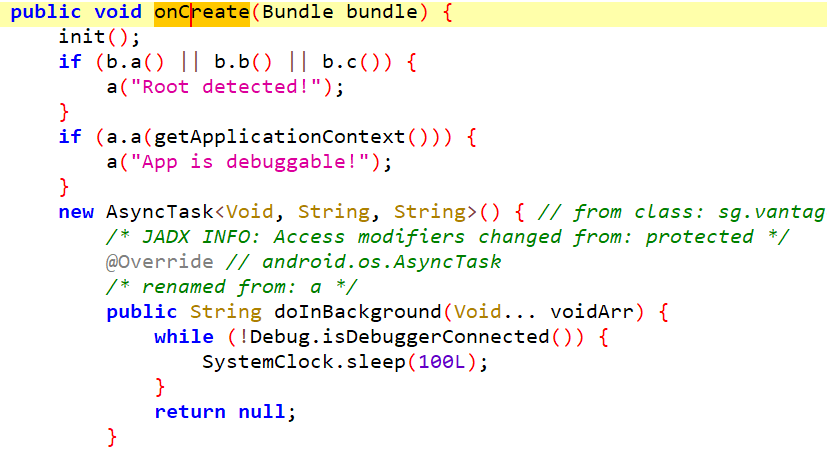 public void onCreate(Bundle bundle) {
    init();
    if (b.a() || b.b() || b.c()) {
        a("Root detected!");
    }
    if (a.a(getApplicationContext())) {
        a("App is debuggable!");
    }
    new AsyncTask<Void, String, String>() { // from class: sg.vantag
        /* JADX INFO: Access modifiers changed from: protected */
        @Override // android.os.AsyncTask
        /* renamed from: a */
        public String doInBackground(Void... voidArr) {
            while (!Debug.isDebuggerConnected()) {
                SystemClock.sleep(100L);
            }
            return null;
        }